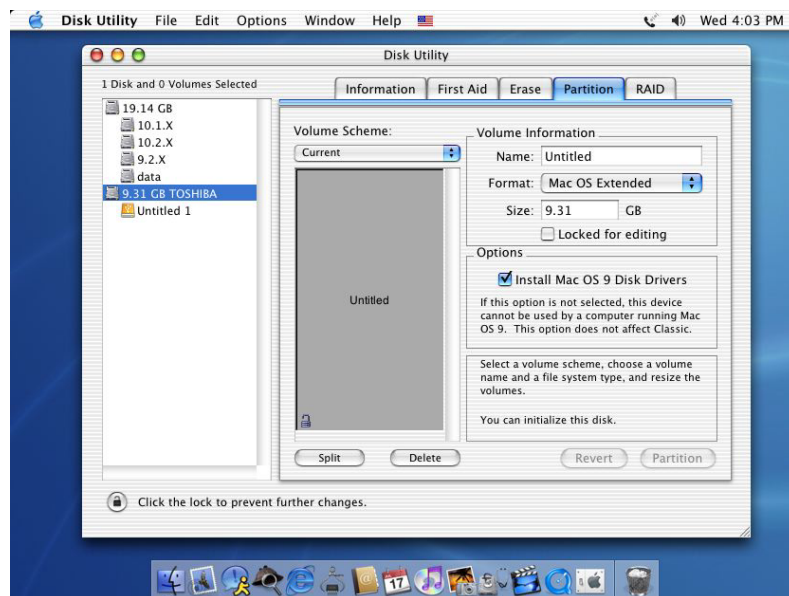 Disk Utility File Edit Options Window Help Wed 4:03 PM
Disk Utility
1 Disk and 0 Volumes Selected
Information First Aid Erase Partition RAID
19.14 GB
10.1.X
10.2.X
9.2.X
data
9.31 GB TOSHIBA
Untitled 1
Volume Scheme:
Current
Untitled
Split Delete
Volume Information
Name: Untitled
Format: Mac OS Extended
Size: 9.31 GB
Locked for editing
Options
Install Mac OS 9 Disk Drivers
If this option is not selected, this device
cannot be used by a computer running Mac
OS 9. This option does not affect Classic.
Select a volume scheme, choose a volume
name and a file system type, and resize the
volumes.
You can initialize this disk.
Revert Partition
Click the lock to prevent further changes.
17